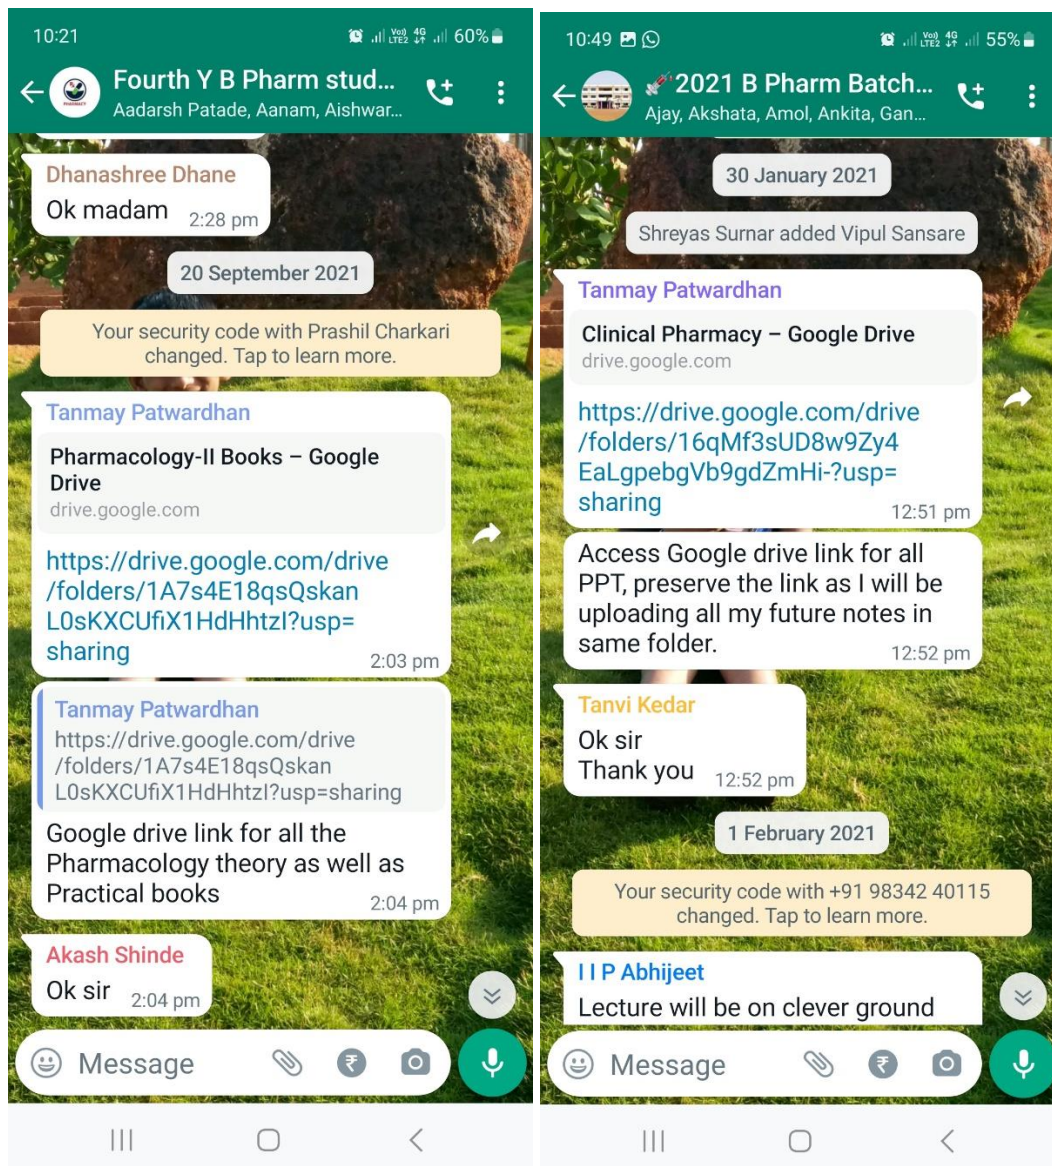 10:21
Vo)) 4G
LTE2
60%
Fourth Y B Pharm stud...
Aadarsh Patade, Aanam, Aishwar...
Dhanashree Dhane
Ok madam 2:28 pm
20 September 2021
Your security code with Prashil Charkari
changed. Tap to learn more.
Tanmay Patwardhan
Pharmacology-II Books – Google
Drive
drive.google.com
https://drive.google.com/drive
/folders/1A7s4E18qsQskan
L0sKXCUfiX1HdHhtzI?usp=
sharing
2:03 pm
Tanmay Patwardhan
https://drive.google.com/drive
/folders/1A7s4E18qsQskan
L0sKXCUfiX1HdHhtzI?usp=sharing
Google drive link for all the
Pharmacology theory as well as
Practical books
2:04 pm
Akash Shinde
Ok sir 2:04 pm
Message
₹
10:49
Vo)) 4G
LTE2
55%
2021 B Pharm Batch...
Ajay, Akshata, Amol, Ankita, Gan...
30 January 2021
Shreyas Surnar added Vipul Sansare
Tanmay Patwardhan
Clinical Pharmacy – Google Drive
drive.google.com
https://drive.google.com/drive
/folders/16qMf3sUD8w9Zy4
EaLgpebgVb9gdZmHi-?usp=
sharing
12:51 pm
Access Google drive link for all
PPT, preserve the link as I will be
uploading all my future notes in
same folder.
12:52 pm
Tanvi Kedar
Ok sir
Thank you 12:52 pm
1 February 2021
Your security code with +91 98342 40115
changed. Tap to learn more.
I I P Abhijeet
Lecture will be on clever ground
Message
₹